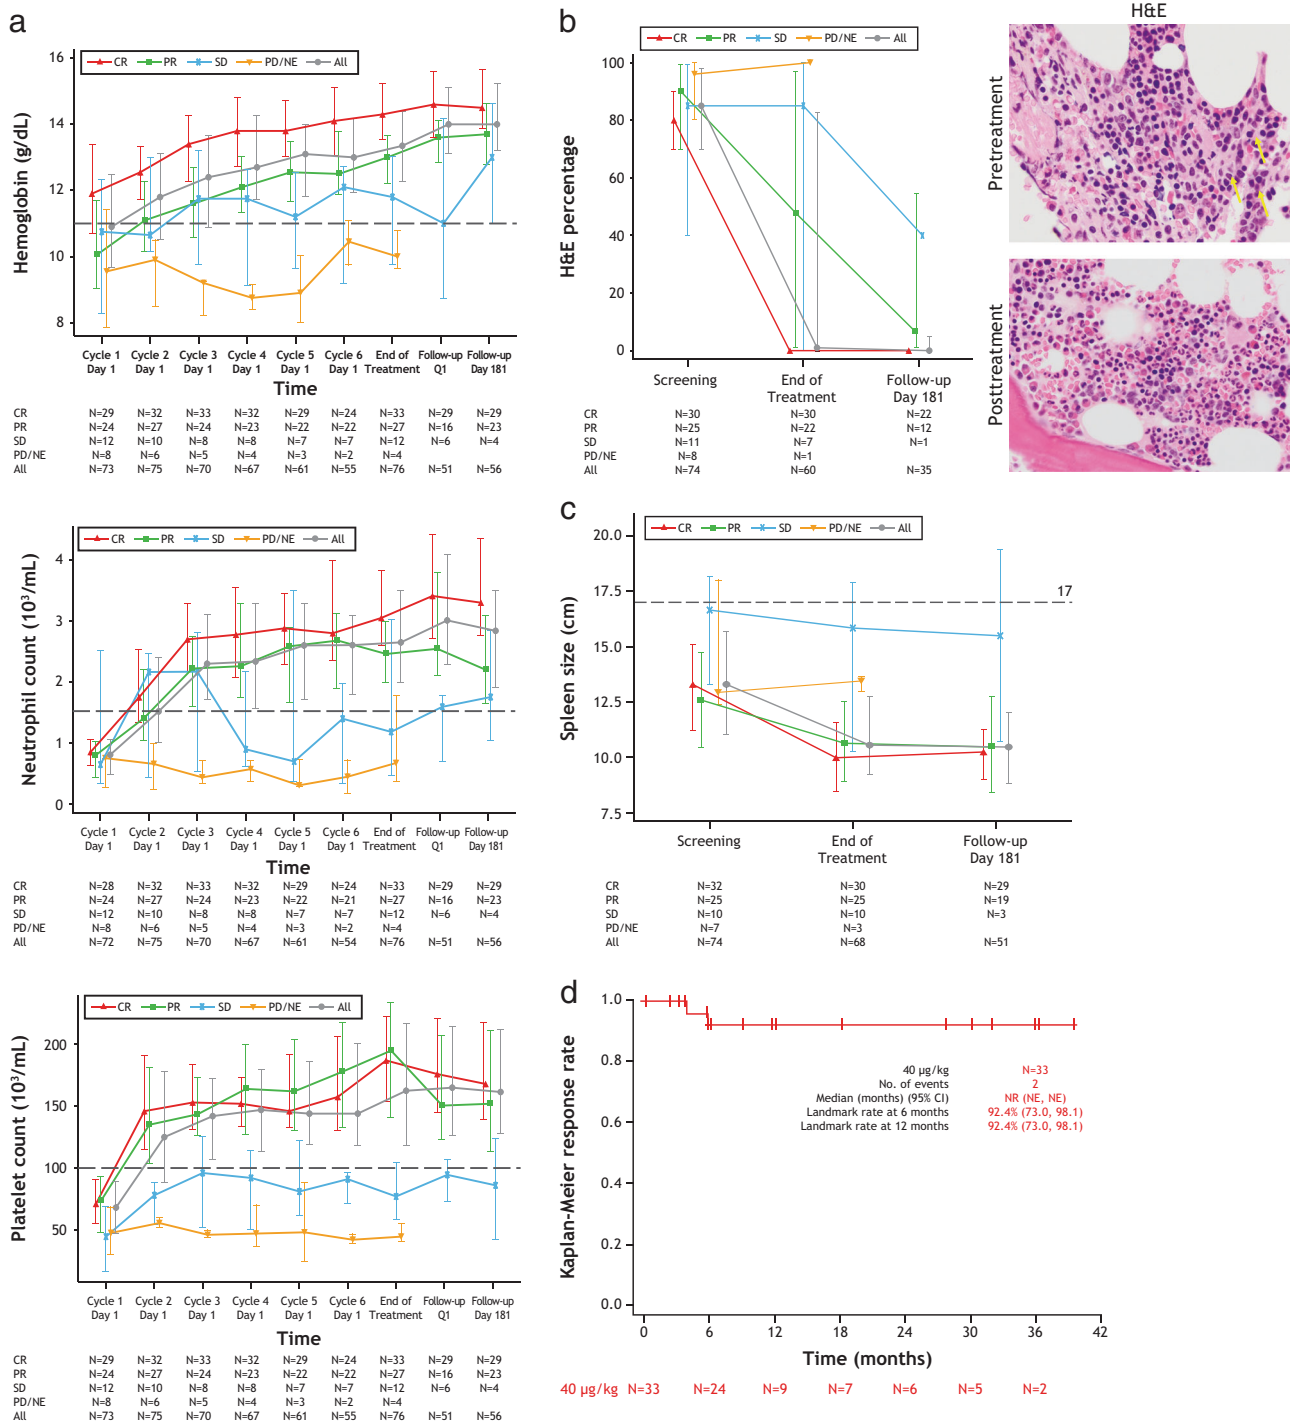 a
CR PR SD PD/NE All
Hemoglobin (g/dL)
16
14
12
10
8
Cycle 1 Day 1
Cycle 2 Day 1
Cycle 3 Day 1
Cycle 4 Day 1
Cycle 5 Day 1
Cycle 6 Day 1
End of Treatment
Follow-up Q1
Follow-up Day 181
Time
CR N=29 N=32 N=33 N=32 N=29 N=24 N=33 N=29 N=29
PR N=24 N=27 N=24 N=23 N=22 N=22 N=27 N=16 N=23
SD N=12 N=10 N=8 N=8 N=7 N=7 N=12 N=6 N=4
PD/NE N=8 N=6 N=5 N=4 N=3 N=2 N=4
All N=73 N=75 N=70 N=67 N=61 N=55 N=76 N=51 N=56
CR PR SD PD/NE All
Neutrophil count (10³/mL)
4
3
2
1
0
Cycle 1 Day 1
Cycle 2 Day 1
Cycle 3 Day 1
Cycle 4 Day 1
Cycle 5 Day 1
Cycle 6 Day 1
End of Treatment
Follow-up Q1
Follow-up Day 181
Time
CR N=28 N=32 N=33 N=32 N=29 N=24 N=33 N=29 N=29
PR N=24 N=27 N=24 N=23 N=22 N=21 N=27 N=16 N=23
SD N=12 N=10 N=8 N=8 N=7 N=7 N=12 N=6 N=4
PD/NE N=8 N=6 N=5 N=4 N=3 N=2 N=4
All N=72 N=75 N=70 N=67 N=61 N=54 N=76 N=51 N=56
CR PR SD PD/NE All
Platelet count (10³/mL)
200
150
100
50
Cycle 1 Day 1
Cycle 2 Day 1
Cycle 3 Day 1
Cycle 4 Day 1
Cycle 5 Day 1
Cycle 6 Day 1
End of Treatment
Follow-up Q1
Follow-up Day 181
Time
CR N=29 N=32 N=33 N=32 N=29 N=24 N=33 N=29 N=29
PR N=24 N=27 N=24 N=23 N=22 N=22 N=27 N=16 N=23
SD N=12 N=10 N=8 N=8 N=7 N=7 N=12 N=6 N=4
PD/NE N=8 N=6 N=5 N=4 N=3 N=2 N=4
All N=73 N=75 N=70 N=67 N=61 N=55 N=76 N=51 N=56
b
CR PR SD PD/NE All
H&E percentage
100
80
60
40
20
0
Screening
End of Treatment
Follow-up Day 181
CR N=30 N=30 N=22
PR N=25 N=22 N=12
SD N=11 N=7 N=1
PD/NE N=8 N=1
All N=74 N=60 N=35
H&E
Pretreatment
Posttreatment
c
CR PR SD PD/NE All
Spleen size (cm)
20.0
17.5
15.0
12.5
10.0
7.5
17
Screening
End of Treatment
Follow-up Day 181
CR N=32 N=30 N=29
PR N=25 N=25 N=19
SD N=10 N=10 N=3
PD/NE N=7 N=3
All N=74 N=68 N=51
d
Kaplan-Meier response rate
1.0
0.8
0.6
0.4
0.2
0.0
40 µg/kg N=33
No. of events 2
Median (months) (95% CI) NR (NE, NE)
Landmark rate at 6 months 92.4% (73.0, 98.1)
Landmark rate at 12 months 92.4% (73.0, 98.1)
0 6 12 18 24 30 36 42
Time (months)
40 µg/kg N=33 N=24 N=9 N=7 N=6 N=5 N=2